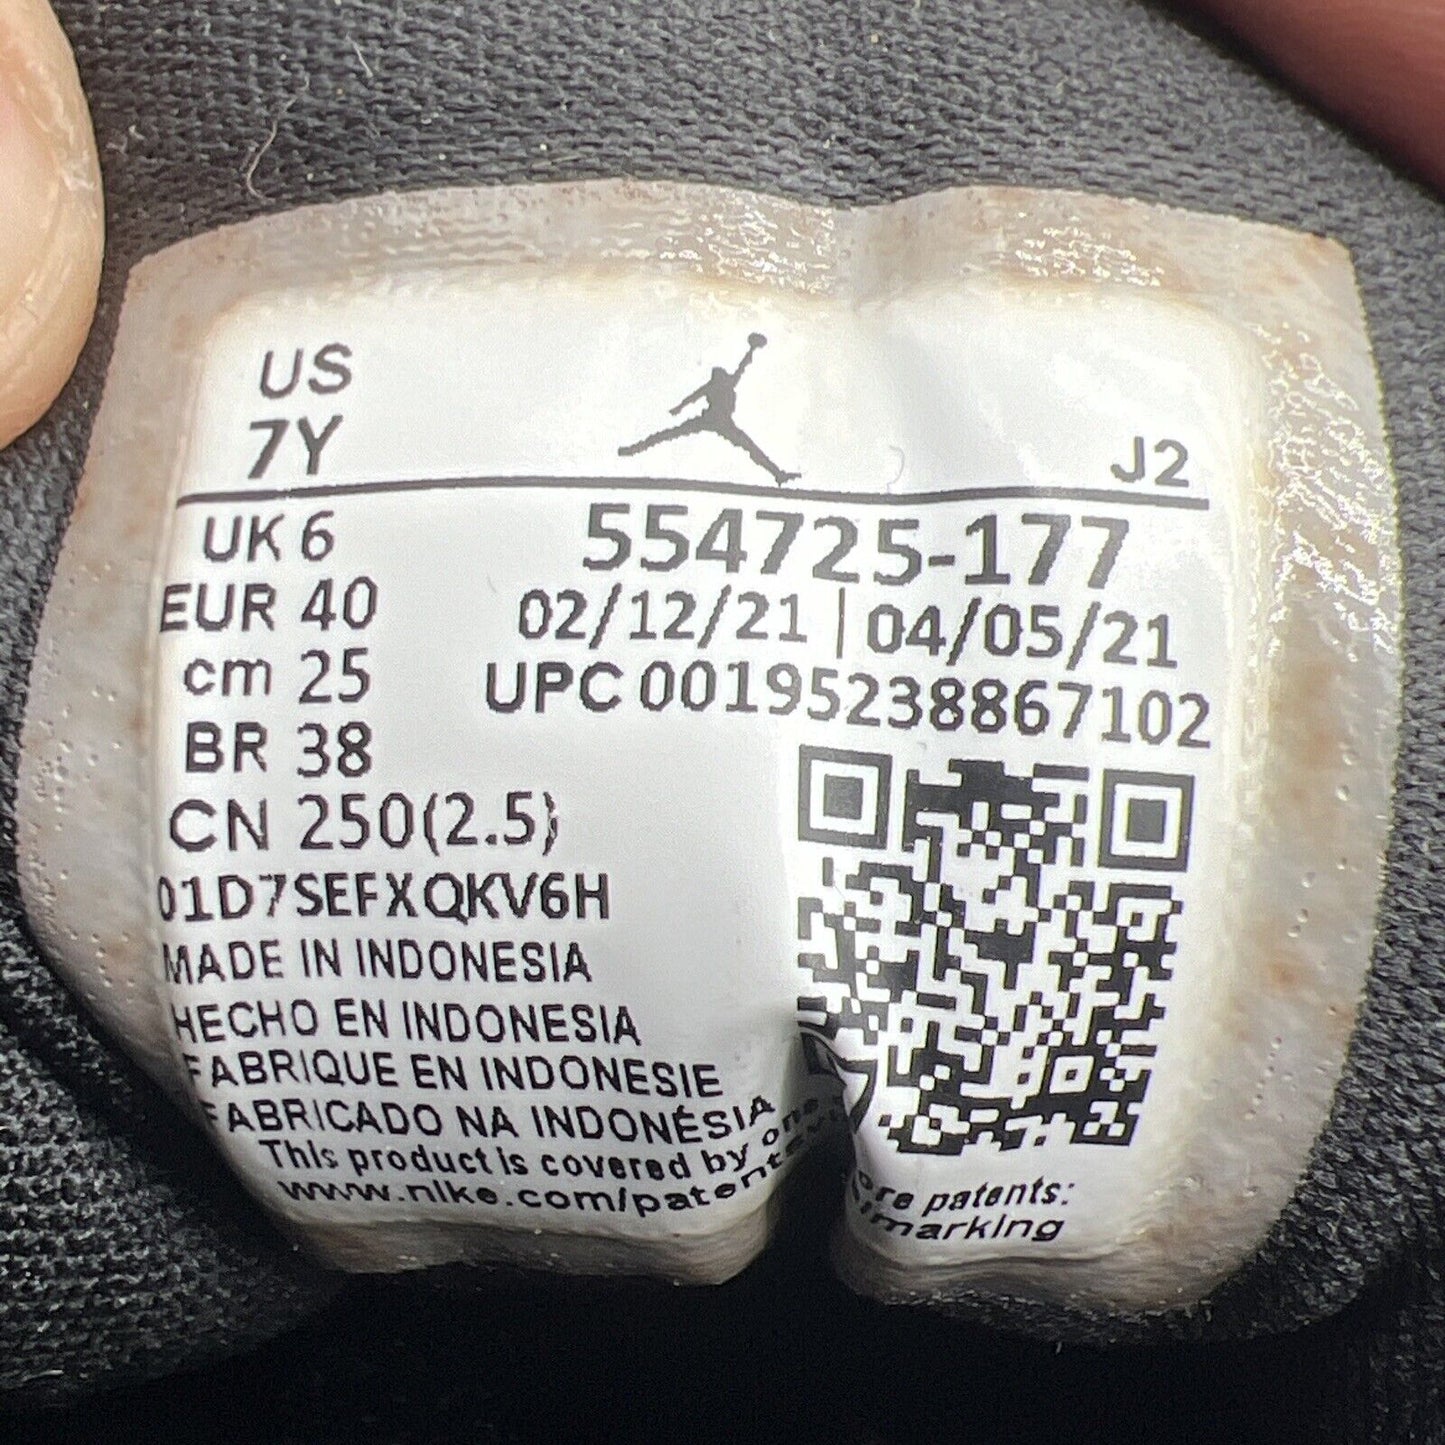 US
7Y
J2
UK 6
554725-177
EUR 40
02/12/21 | 04/05/21
cm 25
UPC 00195238867102
BR 38
CN 250(2.5)
01D7SEFXQKV6H
MADE IN INDONESIA
HECHO EN INDONESIA
FABRIQUE EN INDONESIE
FABRICADO NA INDONÉSIA
This product is covered by one ore patents:
www.nike.com/patents
marking